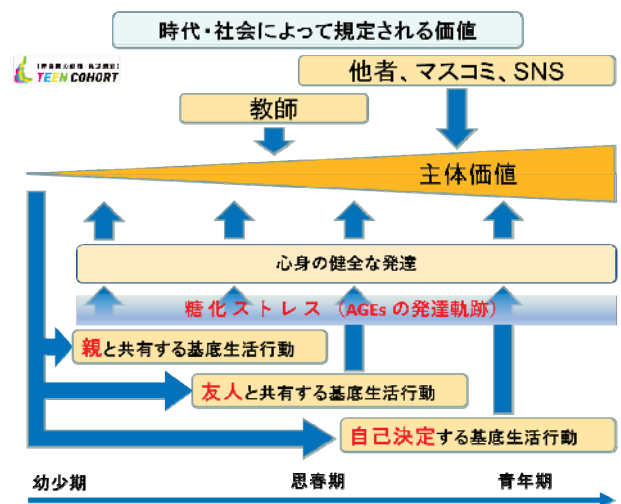 時代・社会によって規定される価値
TEEN COHORT
他者、マスコミ、SNS
教師
主体価値
心身の健全な発達
糖化ストレス（AGEs の発達軌跡）
親と共有する基底生活行動
友人と共有する基底生活行動
自己決定する基底生活行動
幼少期 思春期 青年期